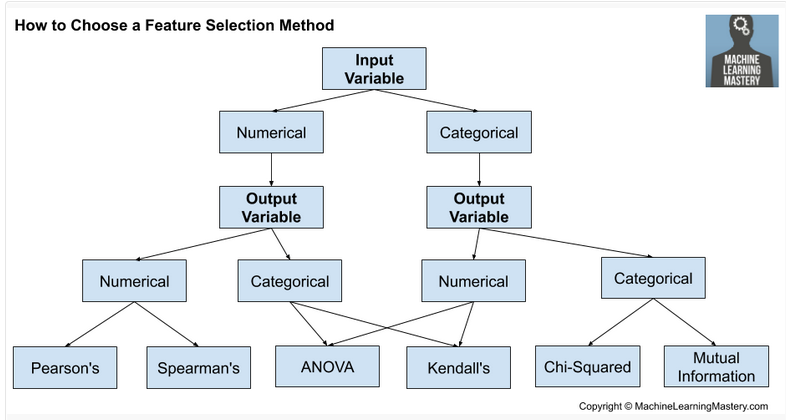 How to Choose a Feature Selection Method
MACHINE
LEARNING
MASTERY
Input
Variable
Numerical
Categorical
Output
Variable
Output
Variable
Numerical
Categorical
Numerical
Categorical
Pearson's
Spearman's
ANOVA
Kendall's
Chi-Squared
Mutual
Information
Copyright © MachineLearningMastery.com